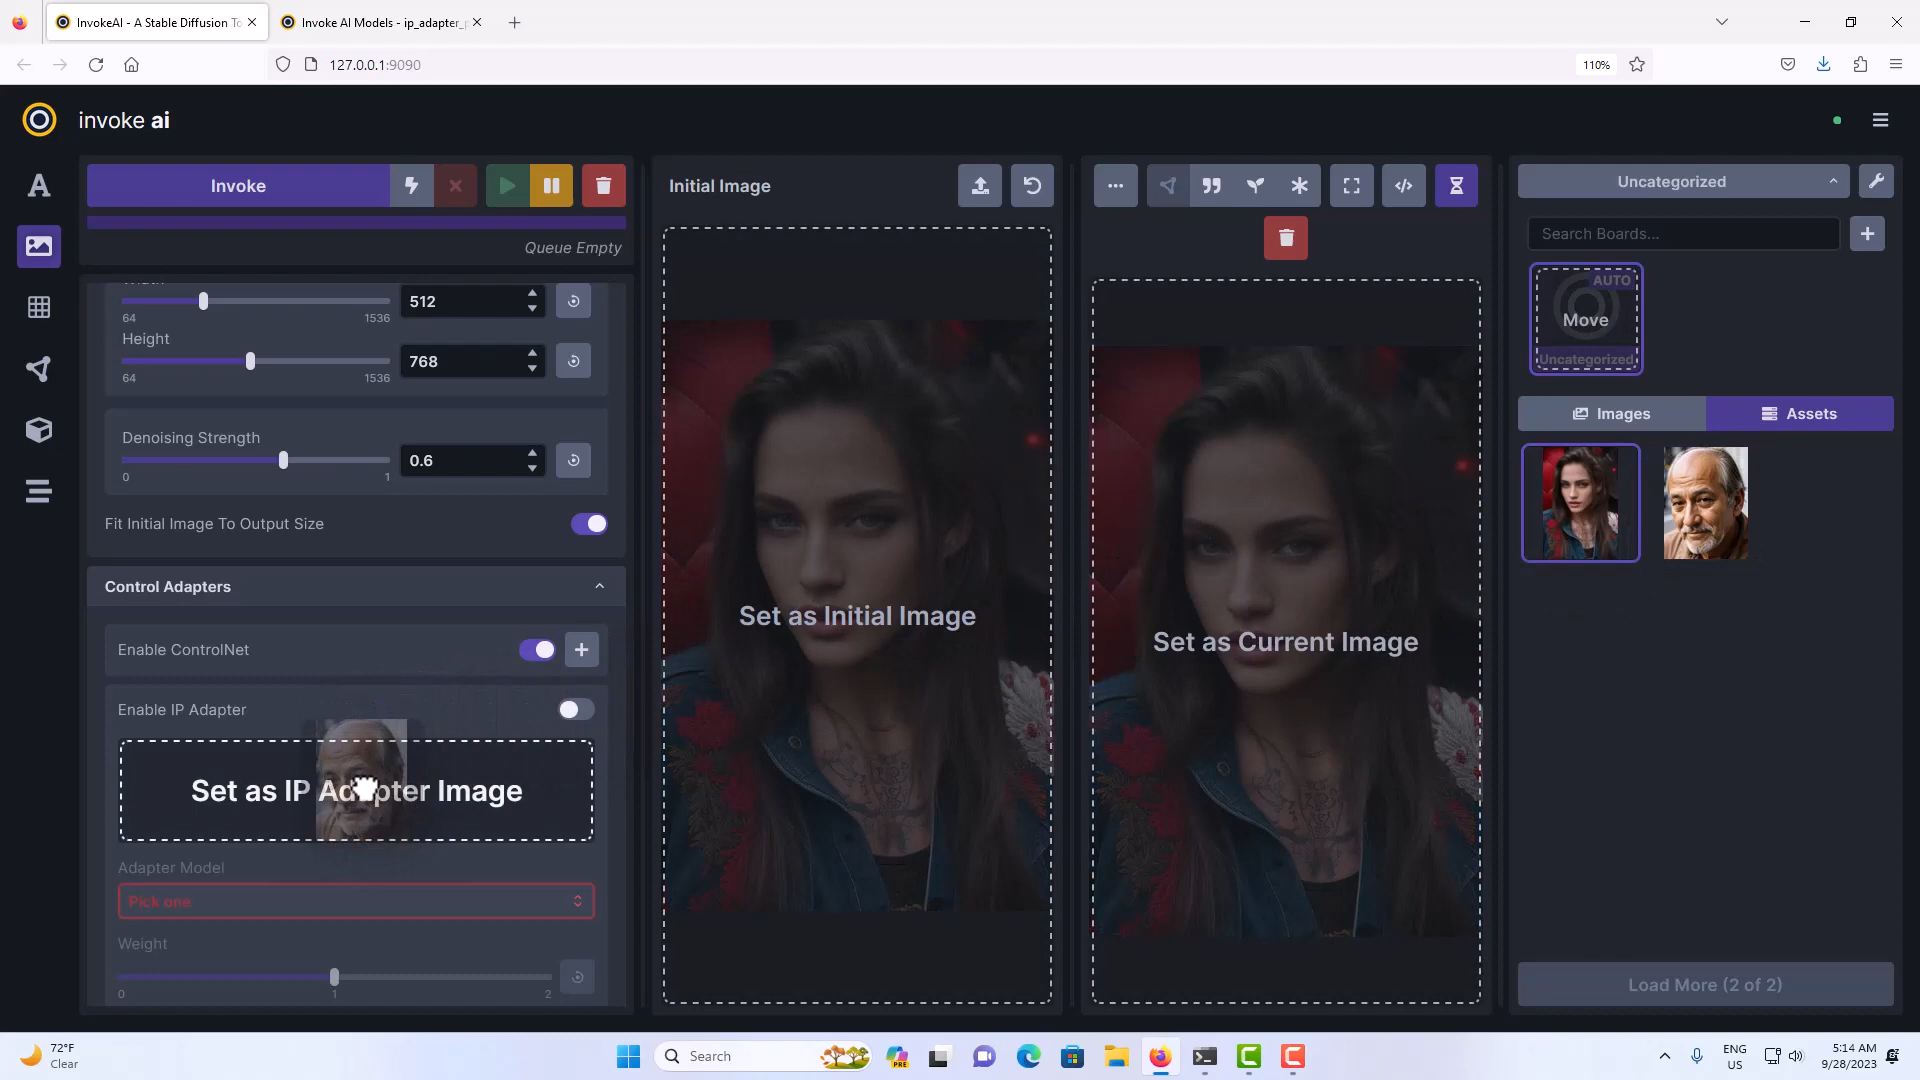 InvokeAI - A Stable Diffusion To
Invoke AI Models - ip_adapter_p
127.0.0.1:9090
110%
invoke ai
Invoke
Queue Empty
Width
512
64
1536
Height
768
64
1536
Denoising Strength
0.6
0
1
Fit Initial Image To Output Size
Control Adapters
Enable ControlNet
Enable IP Adapter
Set as IP Adapter Image
Adapter Model
Pick one
Weight
0
1
2
Initial Image
Set as Initial Image
Set as Current Image
Uncategorized
Search Boards...
AUTO
Move
Uncategorized
Images
Assets
Load More (2 of 2)
72°F
Clear
Search
PRE
ENG
US
5:14 AM
9/28/2023